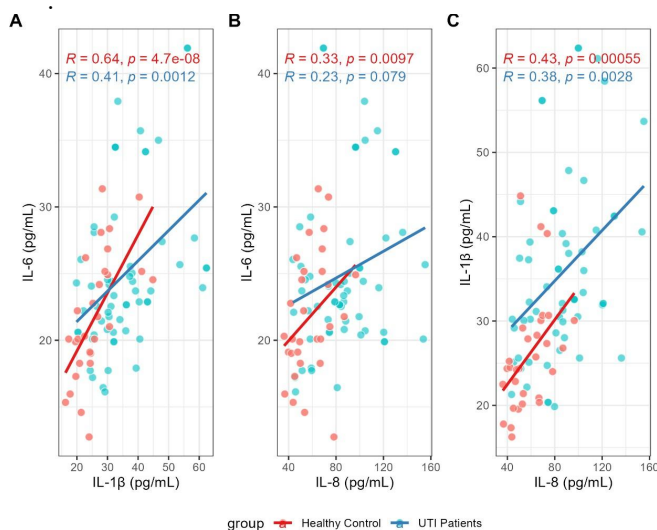 A
B
C
R = 0.64, p = 4.7e-08
R = 0.41, p = 0.0012
R = 0.33, p = 0.0097
R = 0.23, p = 0.079
R = 0.43, p = 0.00055
R = 0.38, p = 0.0028
IL-6 (pg/mL)
40
30
20
20 30 40 50 60
IL-1β (pg/mL)
IL-6 (pg/mL)
40
30
20
40 80 120 160
IL-8 (pg/mL)
IL-1β (pg/mL)
60
50
40
30
20
40 80 120 160
IL-8 (pg/mL)
group a Healthy Control a UTI Patients